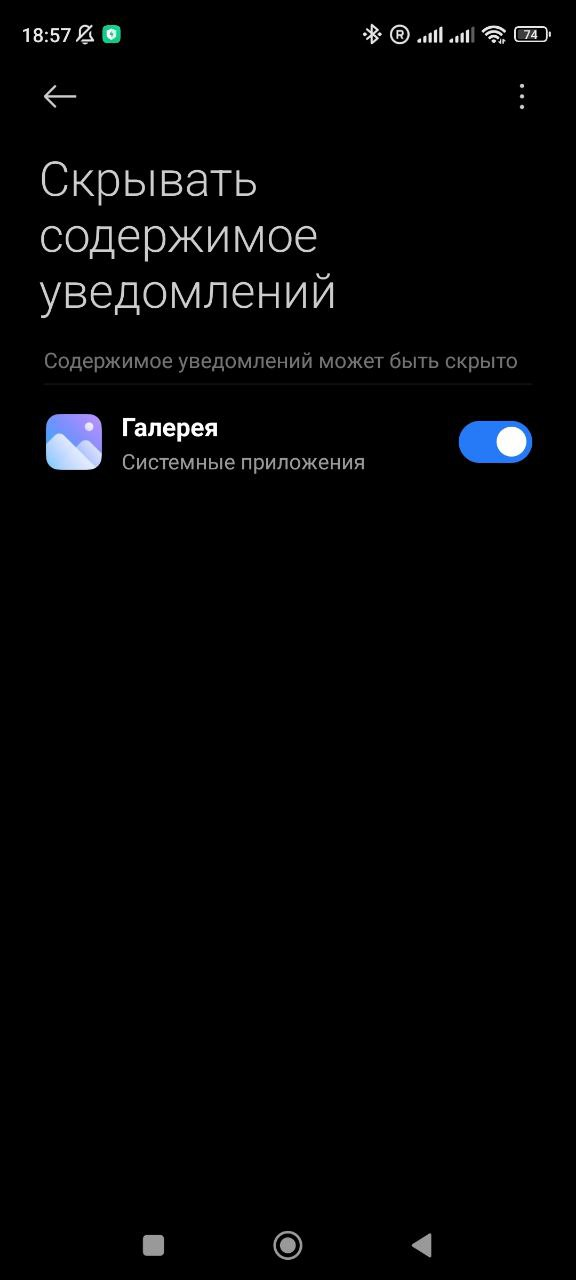 18:57 R 74
Скрывать
содержимое
уведомлений
Содержимое уведомлений может быть скрыто
Галерея
Системные приложения